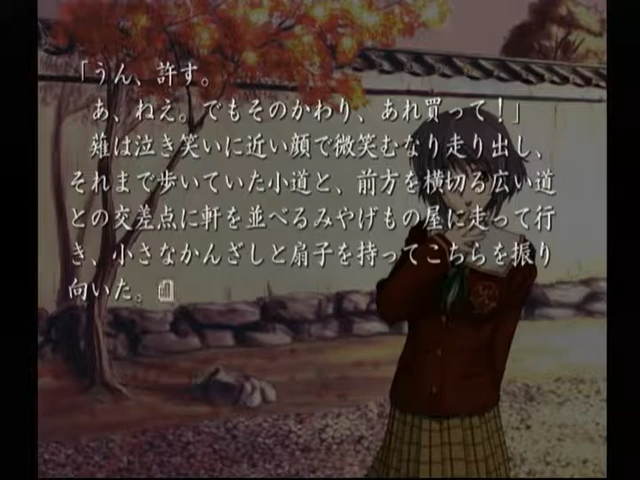 「うん、許す。
あ、ねえ。でもそのかわり、あれ買って!」
薙は泣き笑いに近い顔で微笑むなり走り出し、
それまで歩いていた小道と、前方を横切る広い道
との交差点に軒を並べるみやげもの屋に走って行
き、小さなかんざしと扇子を持ってこちらを振り
向いた。